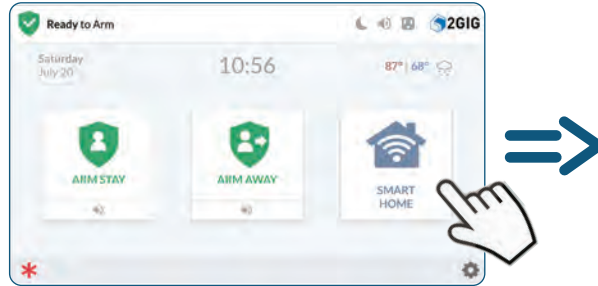 Ready to Arm
2GIG
Saturday
July 20
10:56
87° | 68°
ARM STAY
ARM AWAY
SMART
HOME